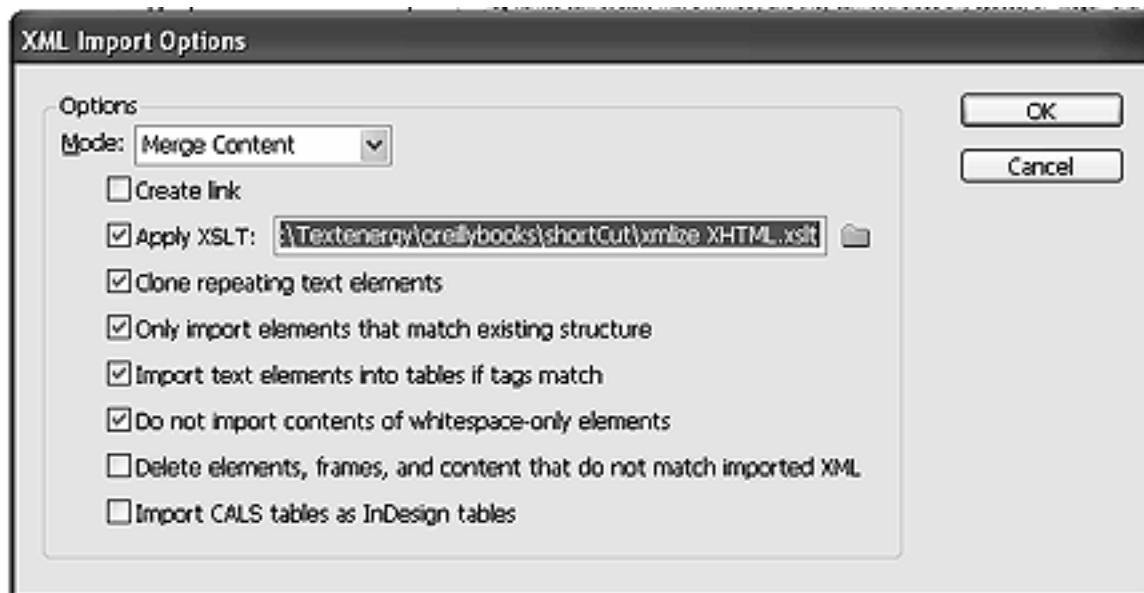 XML Import Options
Options
OK
Mode: Merge Content
Cancel
Create link
Apply XSLT: :\Textenergy\oreillybooks\shortCut\xmlize XHTML.xslt
Clone repeating text elements
Only import elements that match existing structure
Import text elements into tables if tags match
Do not import contents of whitespace-only elements
Delete elements, frames, and content that do not match imported XML
Import CALS tables as InDesign tables